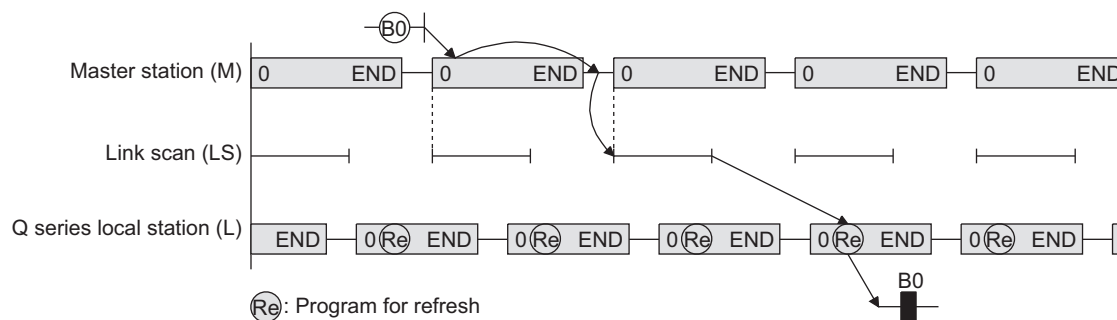 B0
Master station (M)
0 END 0 END 0 END 0 END 0 END
Link scan (LS)
Q series local station (L)
END 0 Re END 0 Re END 0 Re END 0 Re END 0 Re END
B0
Re : Program for refresh